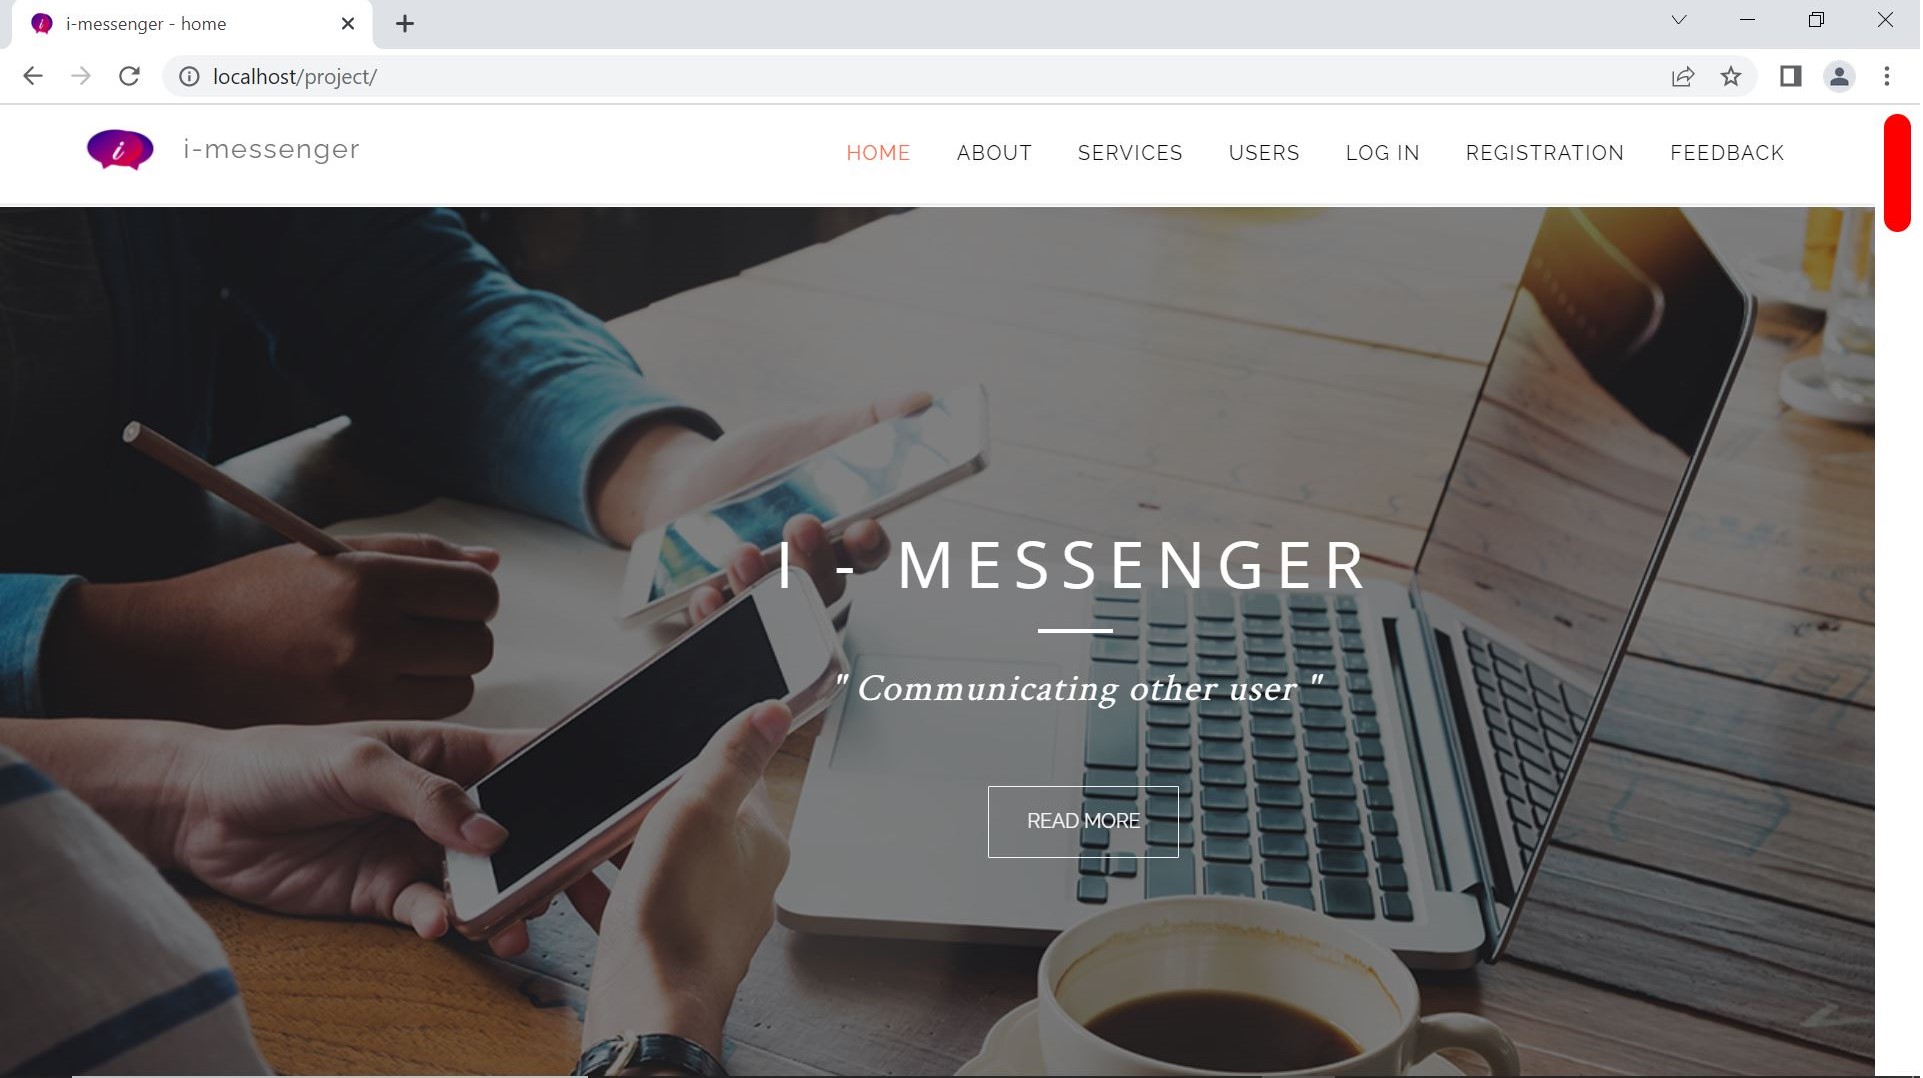 i-messenger - home
localhost/project/
i i-messenger
HOME ABOUT SERVICES USERS LOG IN REGISTRATION FEEDBACK
I - MESSENGER
" Communicating other user "
READ MORE